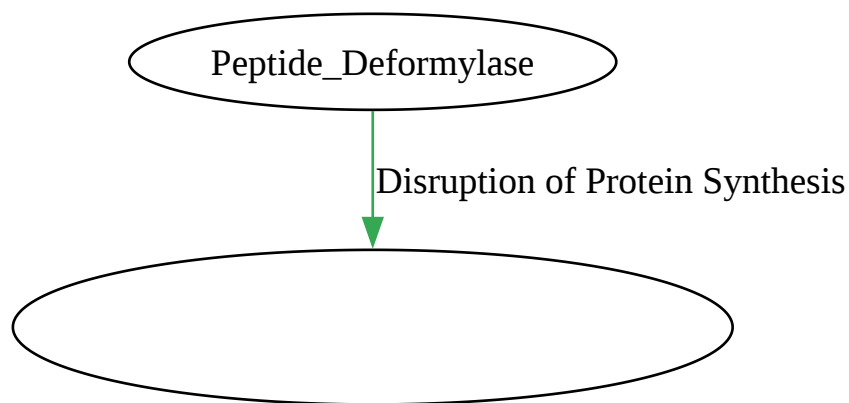 Peptide_Deformylase
Disruption of Protein Synthesis